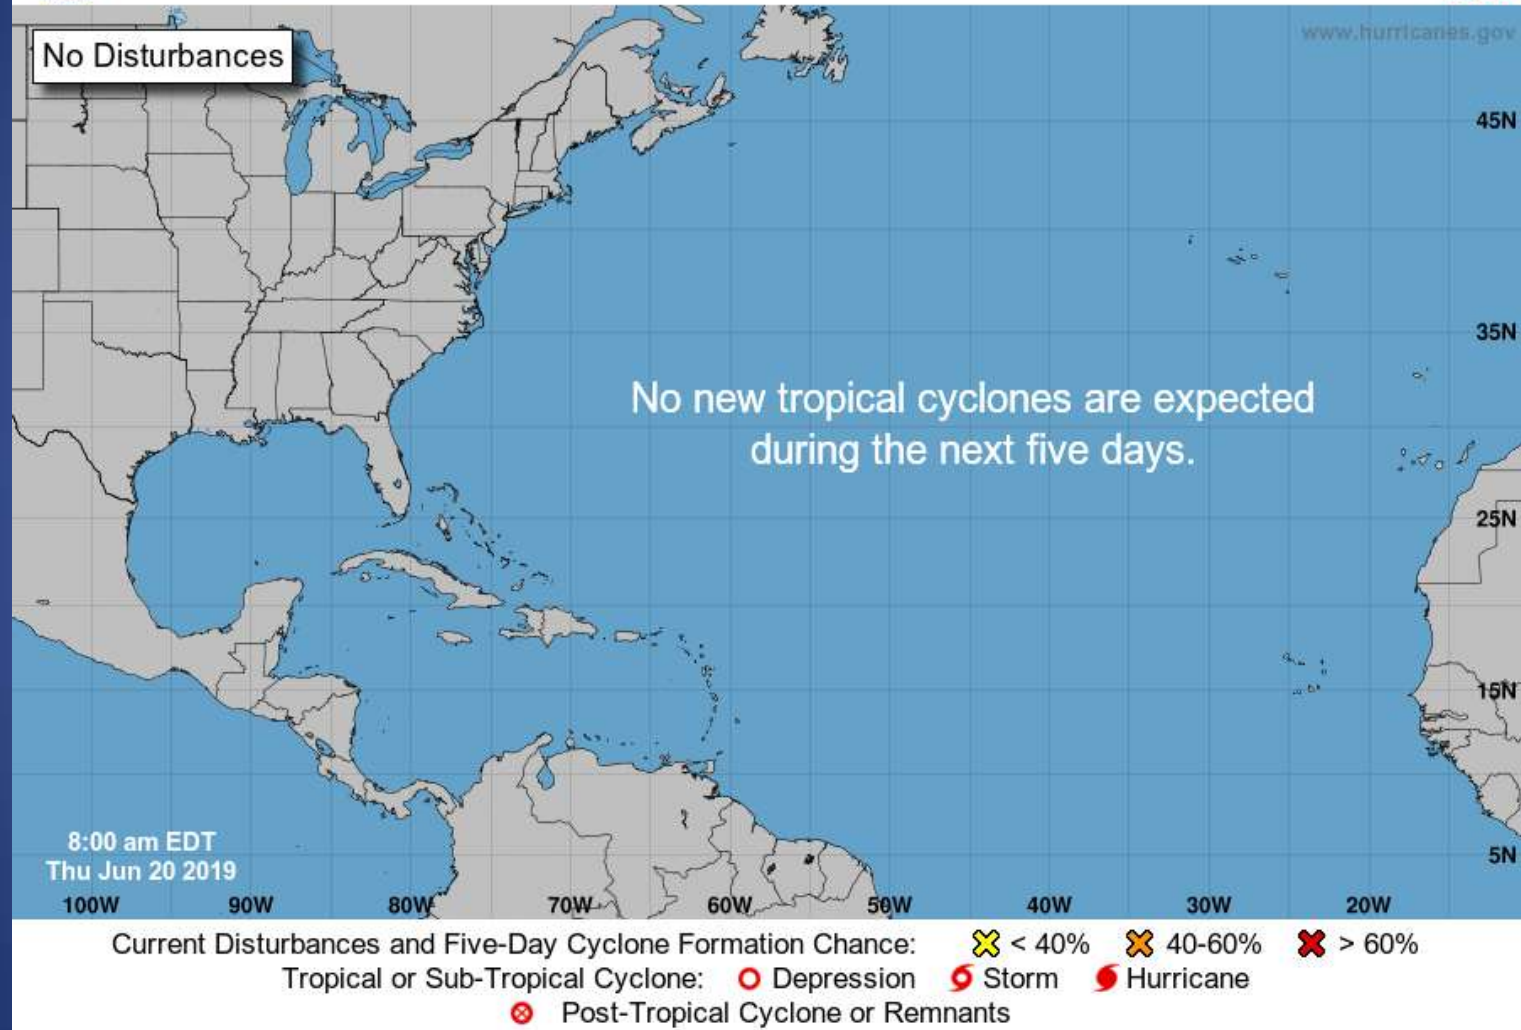 No Disturbances
www.hurricanes.gov
45N
35N
No new tropical cyclones are expected
during the next five days.
25N
15N
8:00 am EDT
Thu Jun 20 2019
5N
100W 90W 80W 70W 60W 50W 40W 30W 20W
Current Disturbances and Five-Day Cyclone Formation Chance: < 40% 40-60% > 60%
Tropical or Sub-Tropical Cyclone: Depression Storm Hurricane
Post-Tropical Cyclone or Remnants